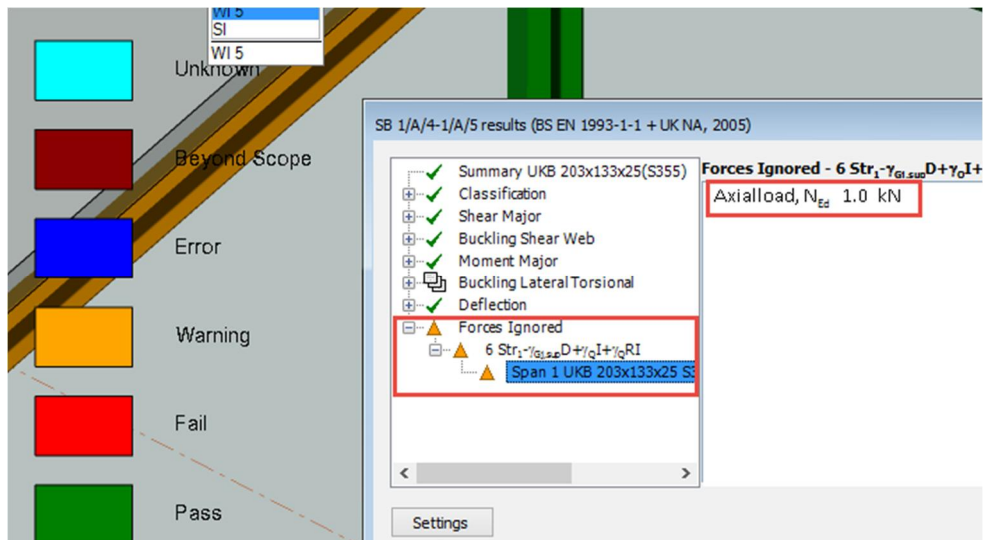 WI 5
SI
WI 5
Unknown
Beyond Scope
Error
Warning
Fail
Pass
SB 1/A/4-1/A/5 results (BS EN 1993-1-1 + UK NA, 2005)
Summary UKB 203x133x25(S355)
Classification
Shear Major
Buckling Shear Web
Moment Major
Buckling Lateral Torsional
Deflection
Forces Ignored
6 Str₁-γG1.supD+γQI+γQRI
Span 1 UKB 203x133x25 S3
Forces Ignored - 6 Str₁-γG1.supD+γQI+
Axialload, NEd 1.0 kN
Settings